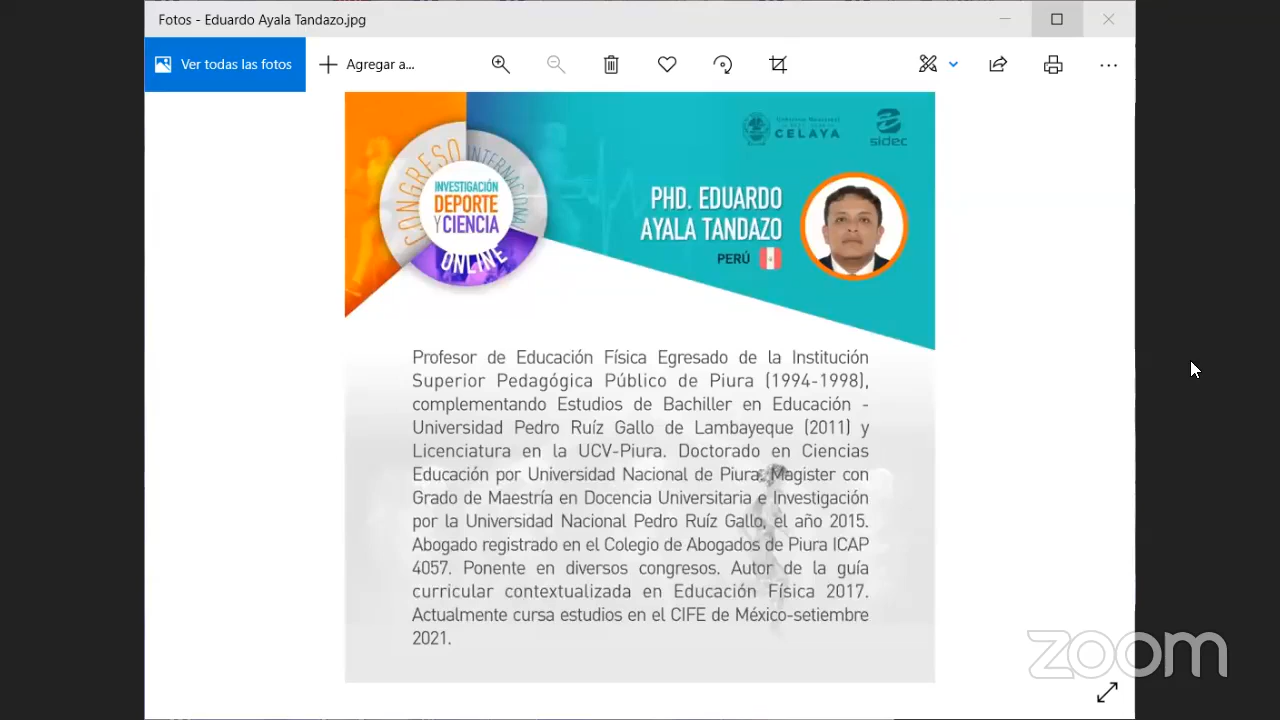 Fotos - Eduardo Ayala Tandazo.jpg
Ver todas las fotos
Agregar a...
CELAYA
sidec
CONGRESO
INTERNACIONAL
INVESTIGACIÓN
DEPORTE
Y CIENCIA
ONLINE
PHD. EDUARDO
AYALA TANDAZO
PERÚ
Profesor de Educación Física Egresado de la Institución
Superior Pedagógica Público de Piura (1994-1998),
complementando Estudios de Bachiller en Educación -
Universidad Pedro Ruíz Gallo de Lambayeque (2011) y
Licenciatura en la UCV-Piura. Doctorado en Ciencias
Educación por Universidad Nacional de Piura. Magister con
Grado de Maestría en Docencia Universitaria e Investigación
por la Universidad Nacional Pedro Ruíz Gallo, el año 2015.
Abogado registrado en el Colegio de Abogados de Piura ICAP
4057. Ponente en diversos congresos. Autor de la guía
curricular contextualizada en Educación Física 2017.
Actualmente cursa estudios en el CIFE de México-setiembre
2021.
zoom